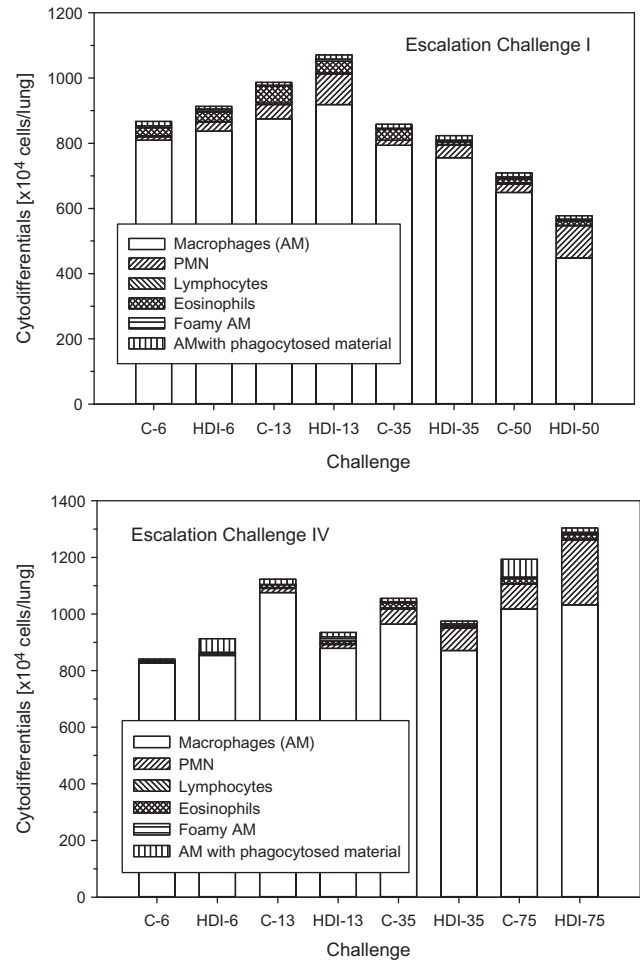 Escalation Challenge I
Cytodifferentials [x10⁴ cells/lung]
1200
1000
800
600
400
200
0
Macrophages (AM)
PMN
Lymphocytes
Eosinophils
Foamy AM
AMwith phagocytosed material
C-6 HDI-6 C-13 HDI-13 C-35 HDI-35 C-50 HDI-50
Challenge
Escalation Challenge IV
Cytodifferentials [x10⁴ cells/lung]
1400
1200
1000
800
600
400
200
0
Macrophages (AM)
PMN
Lymphocytes
Eosinophils
Foamy AM
AM with phagocytosed material
C-6 HDI-6 C-13 HDI-13 C-35 HDI-35 C-75 HDI-75
Challenge